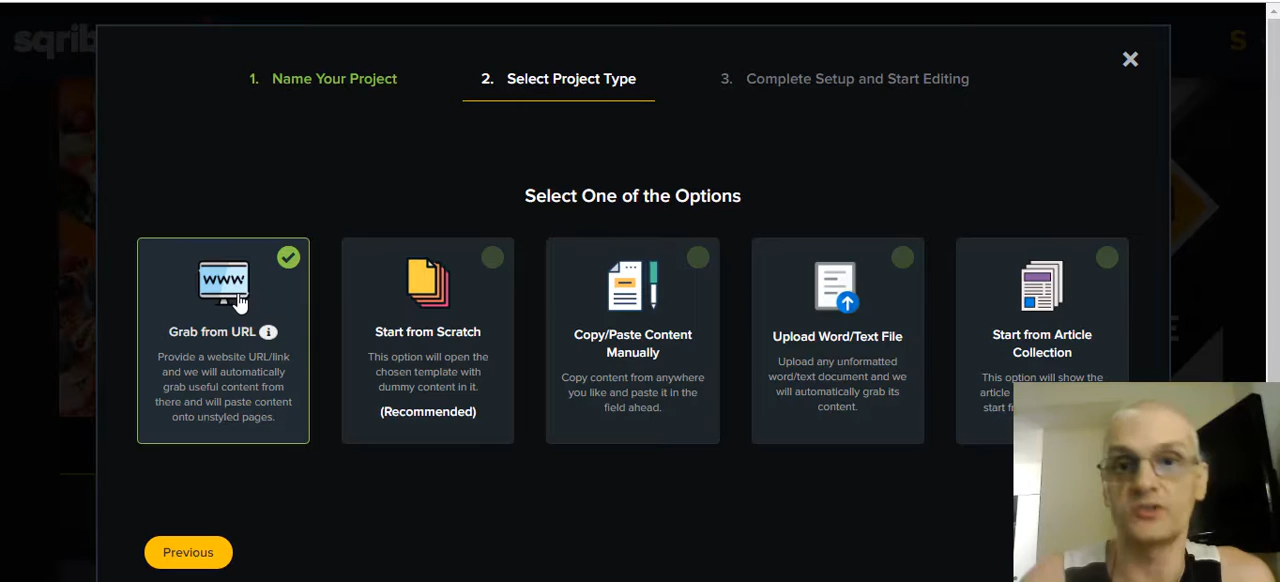 sqrib
S
1. Name Your Project
2. Select Project Type
3. Complete Setup and Start Editing
Select One of the Options
www
Grab from URL i
Provide a website URL/link
and we will automatically
grab useful content from
there and will paste content
onto unstyled pages.
Start from Scratch
This option will open the
chosen template with
dummy content in it.
(Recommended)
Copy/Paste Content
Manually
Copy content from anywhere
you like and paste it in the
field ahead.
Upload Word/Text File
Upload any unformatted
word/text document and we
will automatically grab its
content.
Start from Article
Collection
This option will show the
article
start f
Previous